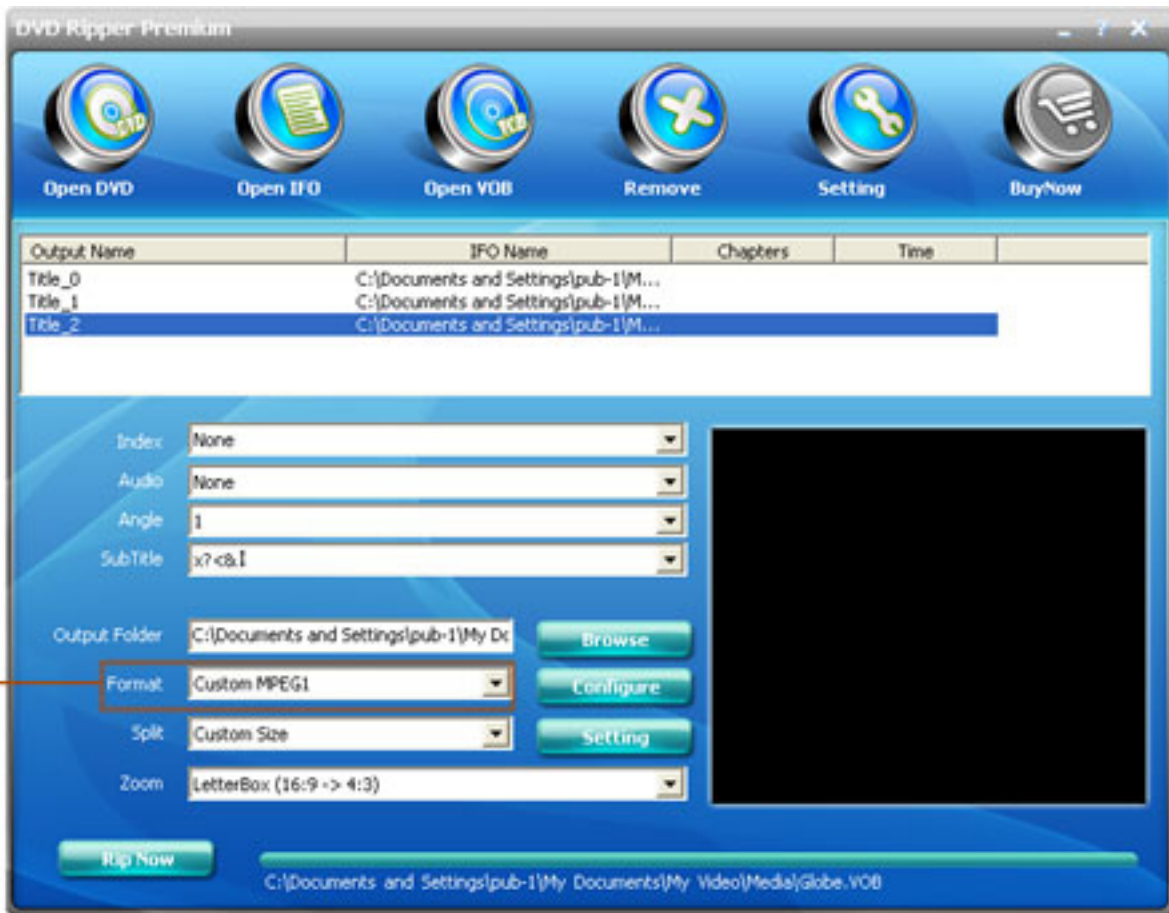 DVD Ripper Premium
Open DVD
Open IFO
Open VOB
Remove
Setting
BuyNow
Output Name IFO Name Chapters Time
Title_0 C:\Documents and Settings\pub-1\M...
Title_1 C:\Documents and Settings\pub-1\M...
Title_2 C:\Documents and Settings\pub-1\M...
Index None
Audio None
Angle 1
SubTitle x?<&
Output Folder C:\Documents and Settings\pub-1\My Dc Browse
Format Custom MPEG1 Configure
Split Custom Size Setting
Zoom LetterBox (16:9 -> 4:3)
Rip Now
C:\Documents and Settings\pub-1\My Documents\My Video\Media\Globe.VOB